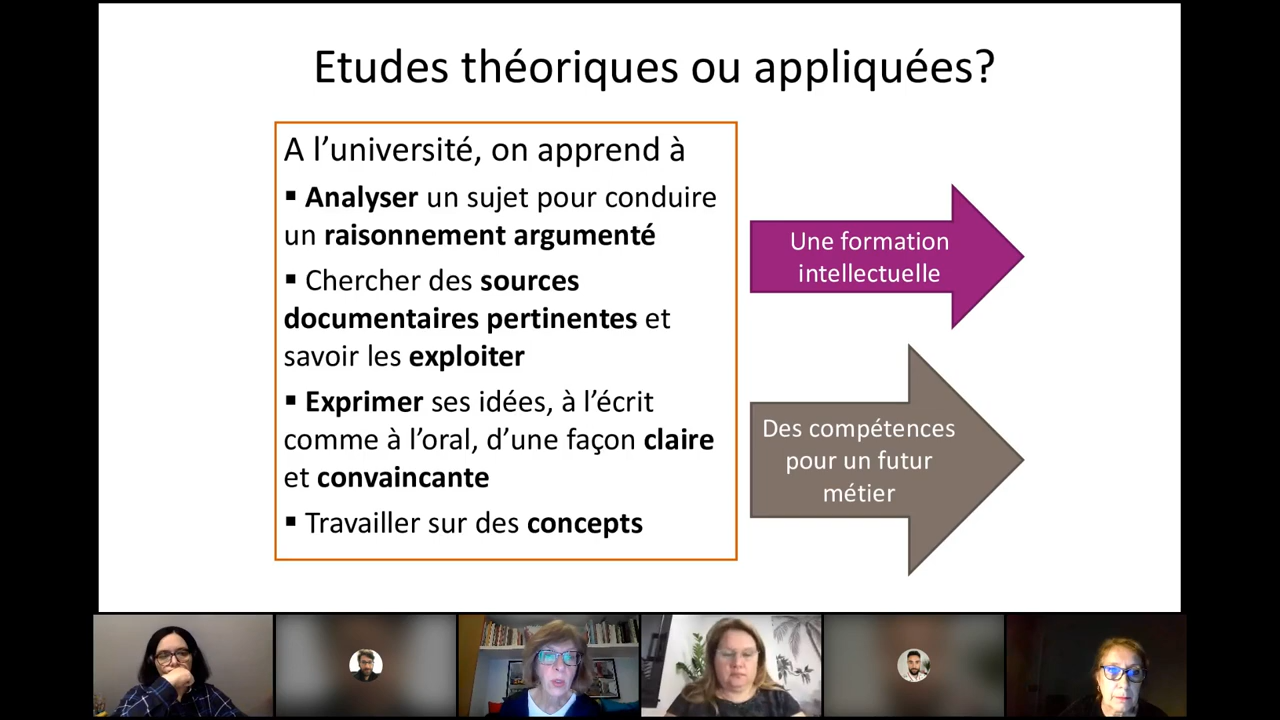 Etudes théoriques ou appliquées?
A l’université, on apprend à
▪ Analyser un sujet pour conduire
un raisonnement argumenté
▪ Chercher des sources
documentaires pertinentes et
savoir les exploiter
▪ Exprimer ses idées, à l’écrit
comme à l’oral, d’une façon claire
et convaincante
▪ Travailler sur des concepts
Une formation
intellectuelle
Des compétences
pour un futur
métier